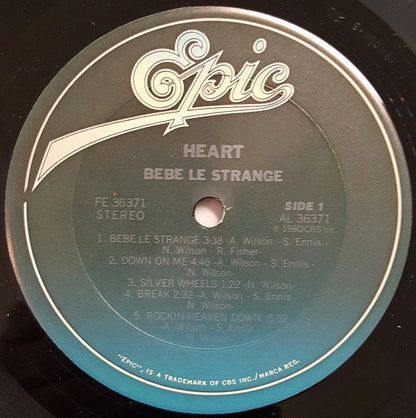 Epic
HEART
BEBE LE STRANGE
FE 36371
STEREO
SIDE 1
AL 36371
℗ 1980 CBS Inc.
1. BEBE LE STRANGE 3:38 -A. Wilson- -S. Ennis-
N. Wilson- -R. Fisher-
2. DOWN ON ME 4:46 -A. Wilson- -S. Ennis- -N.
Wilson-
3. SILVER WHEELS 1:22 -N. Wilson-
4. BREAK 2:32 -A. Wilson- -S. Ennis-
N. Wilson-
5. ROCKIN HEAVEN DOWN
-A. Wilson- -S. Ennis-
"EPIC", IS A TRADEMARK OF CBS INC./MARCA REG.